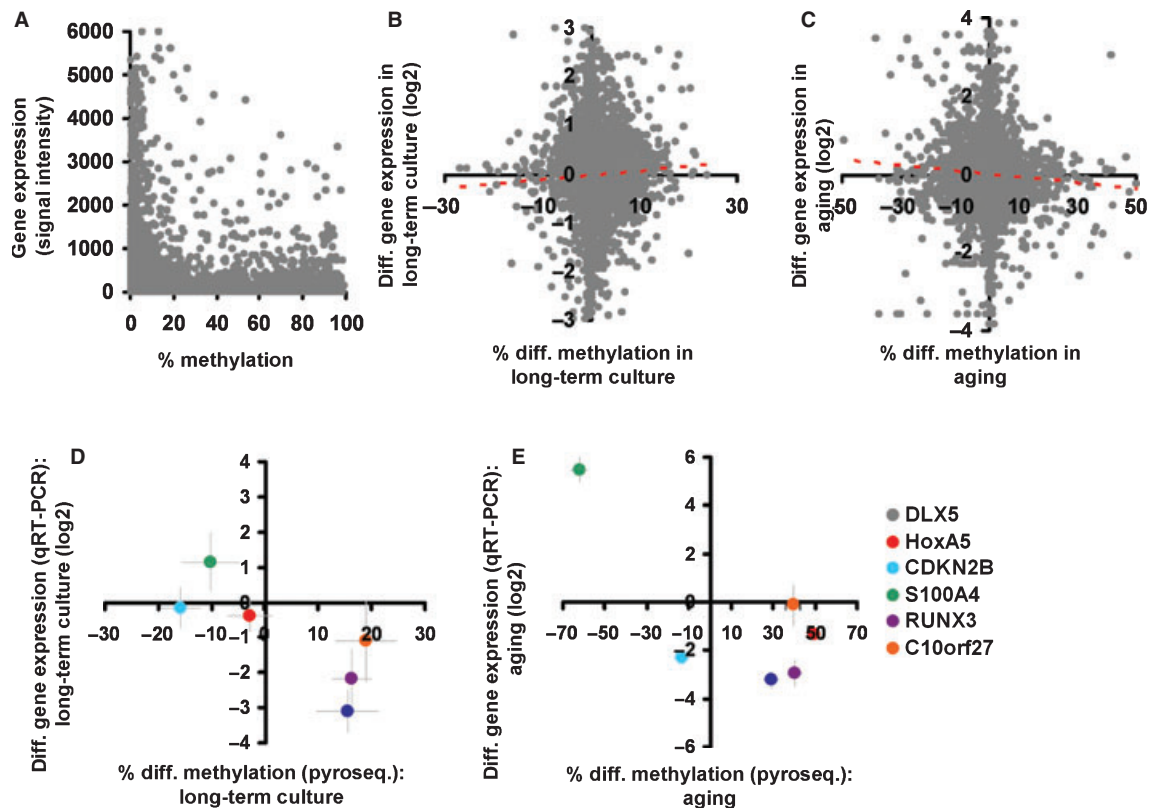 A
Gene expression
(signal intensity)
6000
5000
4000
3000
2000
1000
0
0 20 40 60 80 100
% methylation
B
Diff. gene expression in
long-term culture (log2)
3
2
1
0
–1
–2
–3
–30 –10 10 30
% diff. methylation in
long-term culture
C
Diff. gene expression in
aging (log2)
4
2
0
–2
–4
–50 –30 –10 10 30 50
% diff. methylation in
aging
D
Diff. gene expression (qRT-PCR):
long-term culture (log2)
4
3
2
1
0
–1
–2
–3
–4
–30 –20 –10 0 10 20 30
% diff. methylation (pyroseq.):
long-term culture
E
Diff. gene expression (qRT-PCR):
aging (log2)
6
4
2
0
–2
–4
–6
–70 –50 –30 –10 10 30 50 70
% diff. methylation (pyroseq.):
aging
DLX5
HoxA5
CDKN2B
S100A4
RUNX3
C10orf27